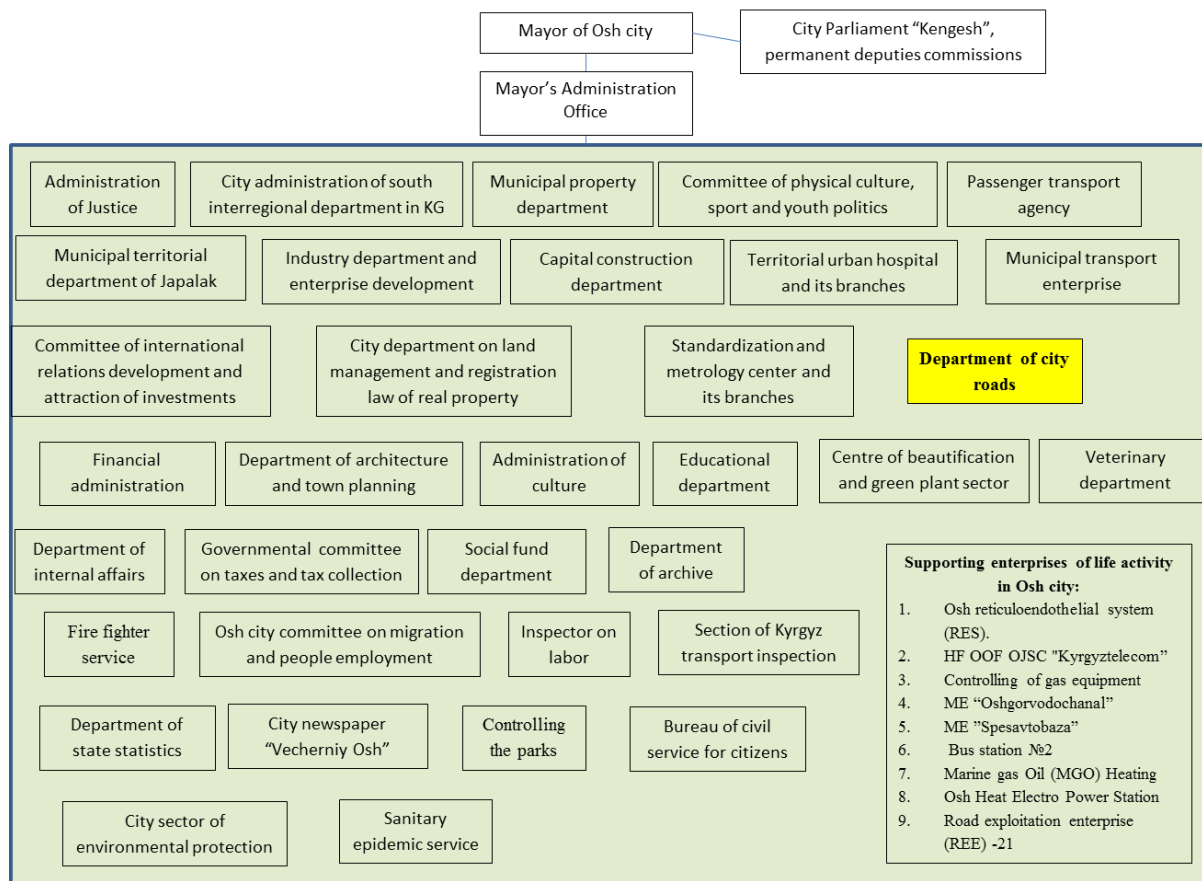 Mayor of Osh city
City Parliament “Kengesh”,
permanent deputies commissions
Mayor’s Administration
Office
Administration
of Justice
City administration of south
interregional department in KG
Municipal property
department
Committee of physical culture,
sport and youth politics
Passenger transport
agency
Municipal territorial
department of Japalak
Industry department and
enterprise development
Capital construction
department
Territorial urban hospital
and its branches
Municipal transport
enterprise
Committee of international
relations development and
attraction of investments
City department on land
management and registration
law of real property
Standardization and
metrology center and
its branches
Department of city
roads
Financial
administration
Department of architecture
and town planning
Administration of
culture
Educational
department
Centre of beautification
and green plant sector
Veterinary
department
Department of
internal affairs
Governmental committee
on taxes and tax collection
Social fund
department
Department
of archive
Fire fighter
service
Osh city committee on migration
and people employment
Inspector on
labor
Section of Kyrgyz
transport inspection
Department of
state statistics
City newspaper
“Vecherniy Osh”
Controlling
the parks
Bureau of civil
service for citizens
City sector of
environmental protection
Sanitary
epidemic service
Supporting enterprises of life activity
in Osh city:
1. Osh reticuloendothelial system
(RES).
2. HF OOF OJSC "Kyrgyztelecom”
3. Controlling of gas equipment
4. ME “Oshgorvodochanal”
5. ME ”Spesavtobaza”
6. Bus station №2
7. Marine gas Oil (MGO) Heating
8. Osh Heat Electro Power Station
9. Road exploitation enterprise
(REE) -21